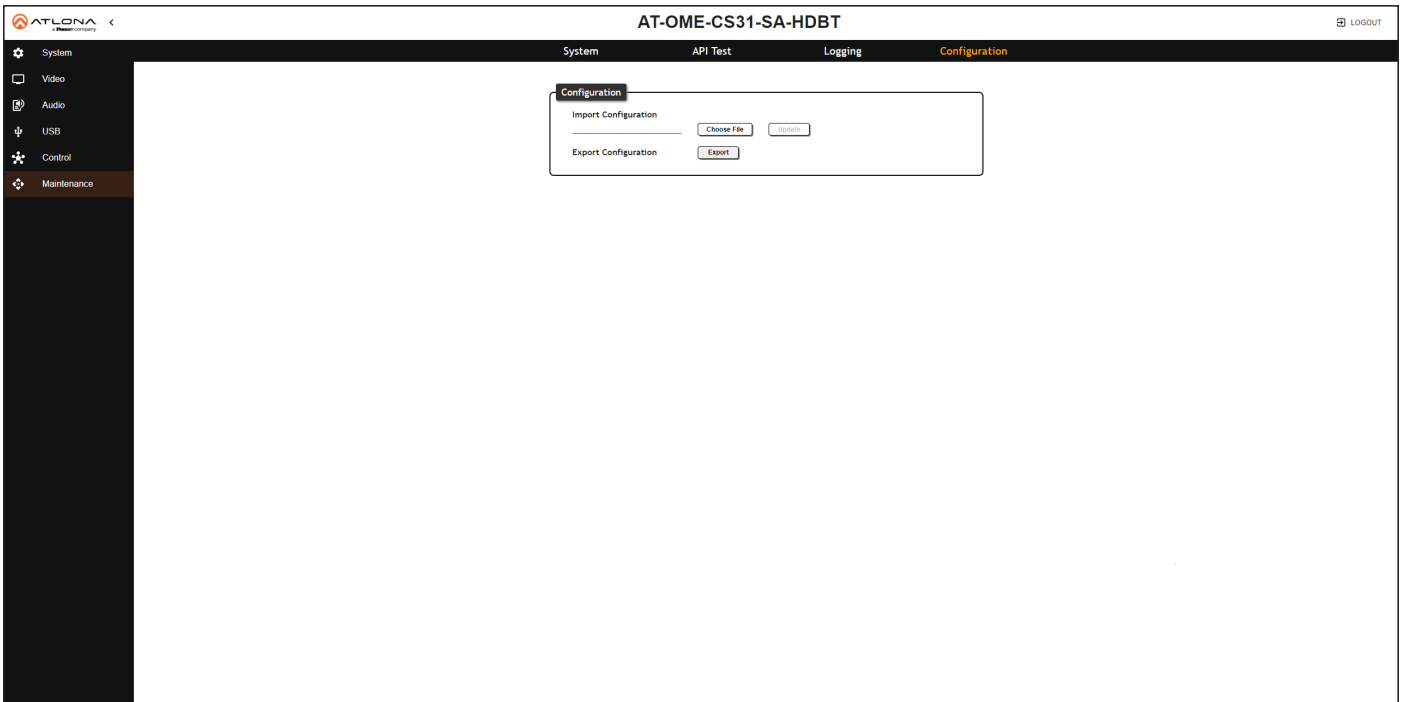 ATLONA
a Panduit company
AT-OME-CS31-SA-HDBT
LOGOUT
System
Video
Audio
USB
Control
Maintenance
System API Test Logging Configuration
Configuration
Import Configuration
Choose File Update
Export Configuration Export